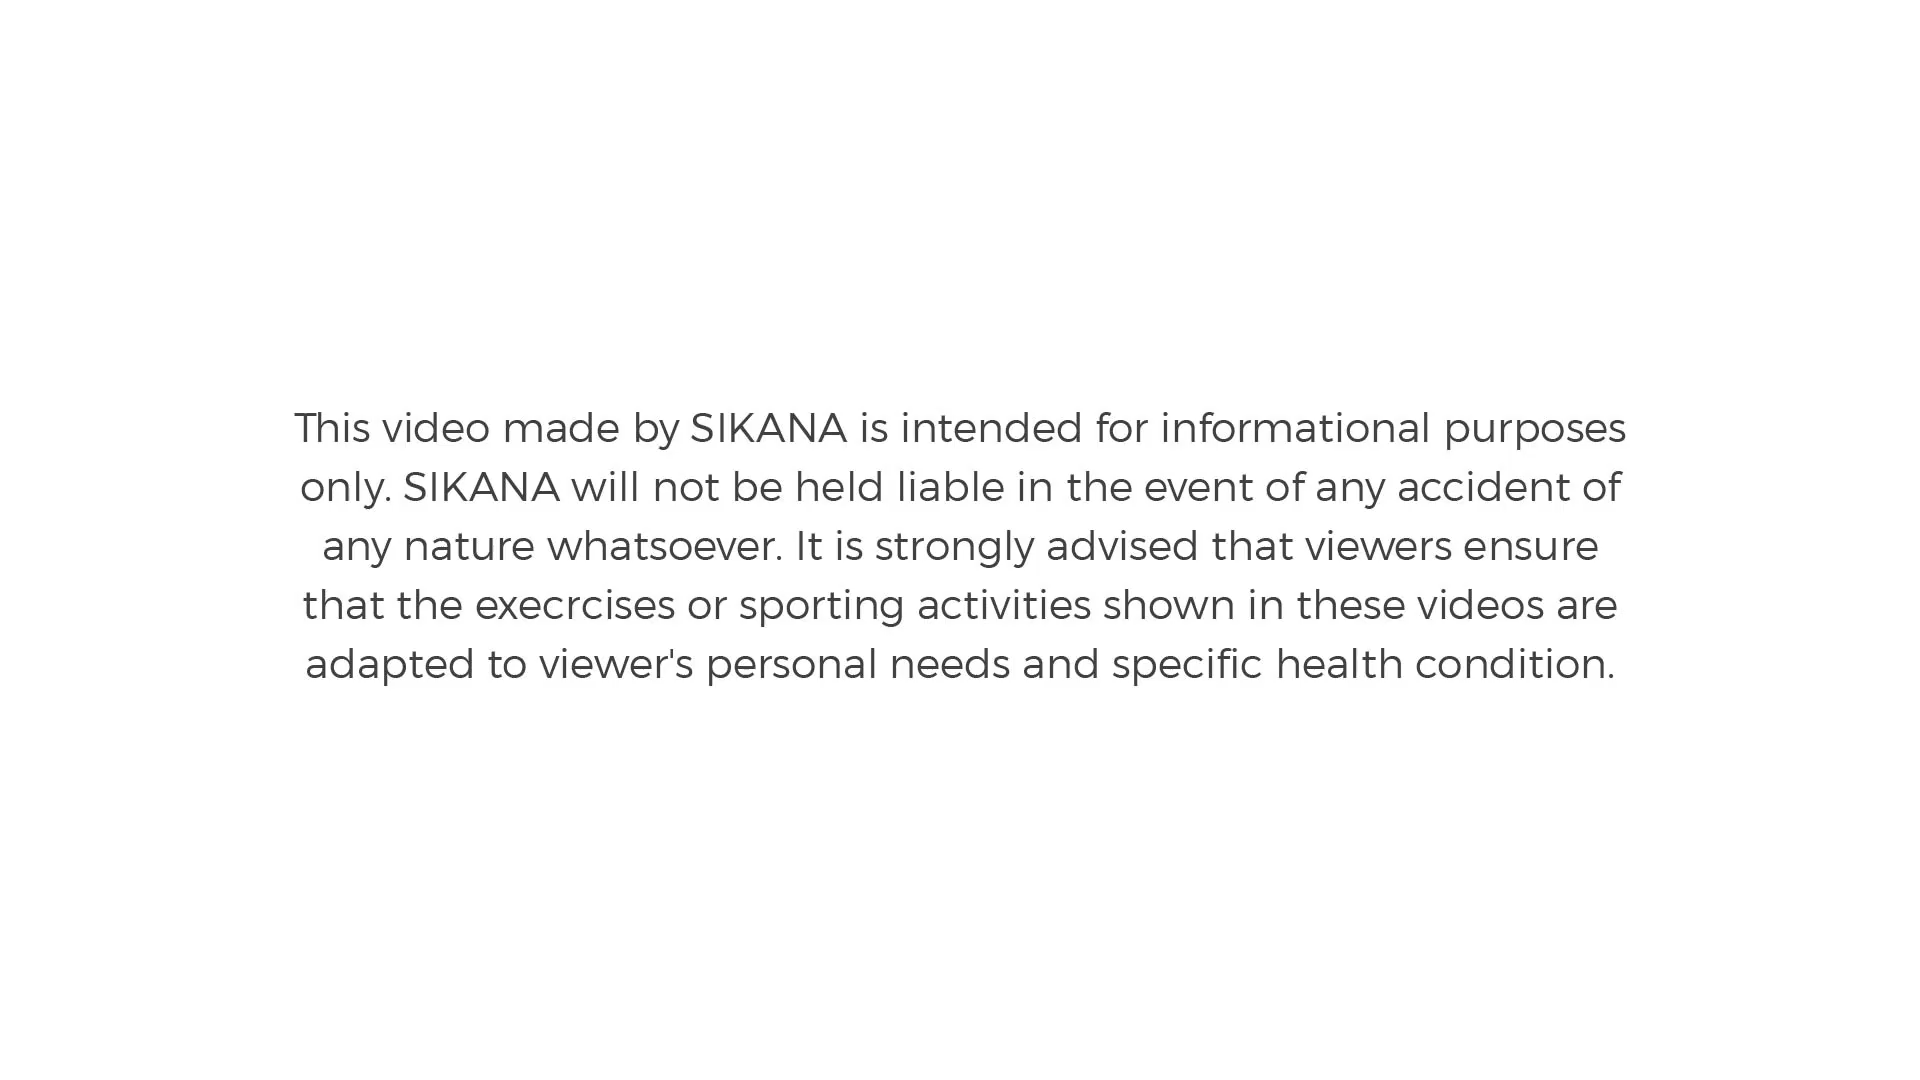 This video made by SIKANA is intended for informational purposes
only. SIKANA will not be held liable in the event of any accident of
any nature whatsoever. It is strongly advised that viewers ensure
that the execrcises or sporting activities shown in these videos are
adapted to viewer's personal needs and specific health condition.